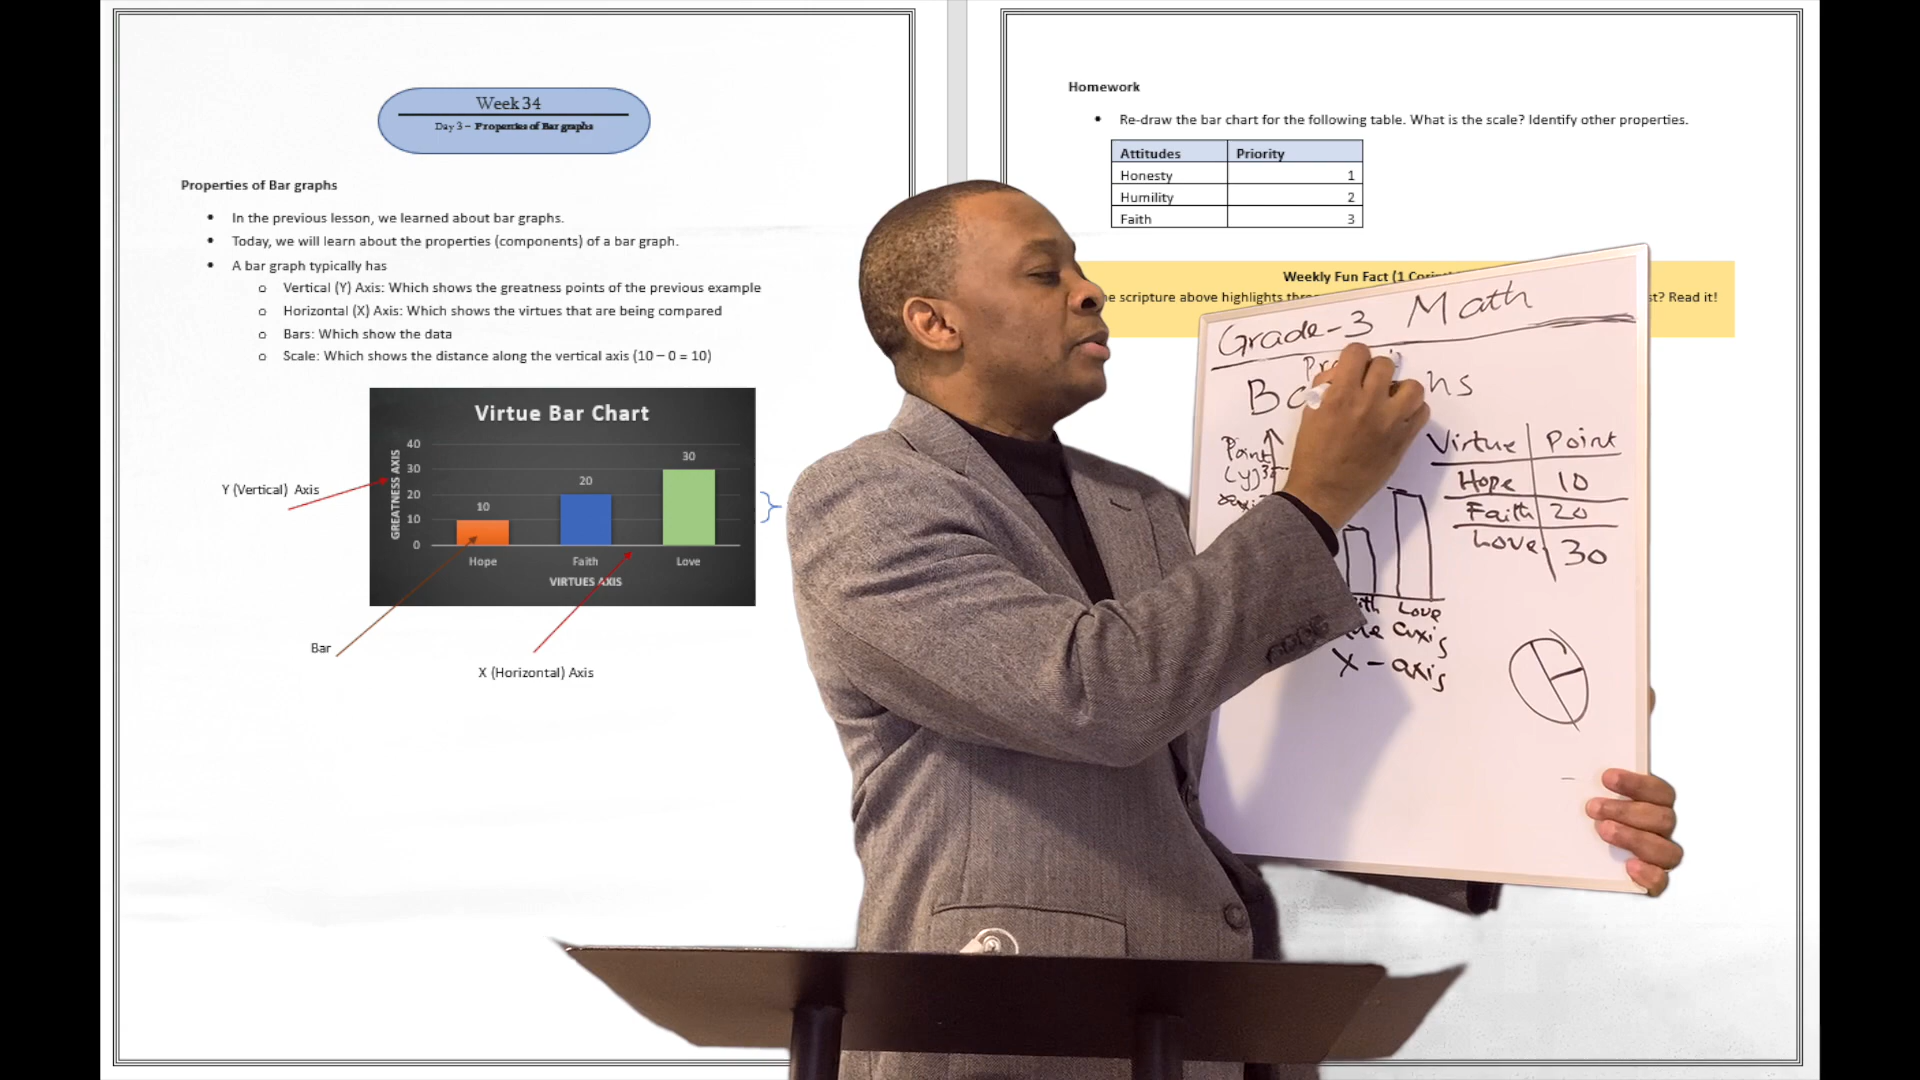 Week 34
Day 3 – Properties of Bar graphs
Properties of Bar graphs
• In the previous lesson, we learned about bar graphs.
• Today, we will learn about the properties (components) of a bar graph.
• A bar graph typically has
o Vertical (Y) Axis: Which shows the greatness points of the previous example
o Horizontal (X) Axis: Which shows the virtues that are being compared
o Bars: Which show the data
o Scale: Which shows the distance along the vertical axis (10 – 0 = 10)
Virtue Bar Chart
GREATNESS AXIS
40
30
20
10
0
10
20
30
Hope Faith Love
VIRTUES AXIS
Y (Vertical) Axis
Bar
X (Horizontal) Axis
Homework
• Re-draw the bar chart for the following table. What is the scale? Identify other properties.
Attitudes Priority
Honesty 1
Humility 2
Faith 3
Weekly Fun Fact (1
scripture above highlights
? Read it!
Grade-3 Math
Point
(y)
Love
axis
X-axis
Virtue Point
Hope 10
Faith 20
Love 30